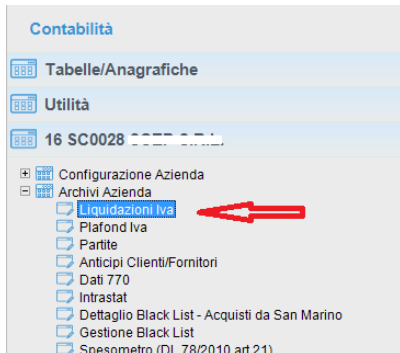 Contabilità
Tabelle/Anagrafiche
Utilità
16 SC0028
Configurazione Azienda
Archivi Azienda
Liquidazioni Iva
Plafond Iva
Partite
Anticipi Clienti/Fornitori
Dati 770
Intrastat
Dettaglio Black List - Acquisti da San Marino
Gestione Black List
Spesometro (DL 78/2010 art 21)